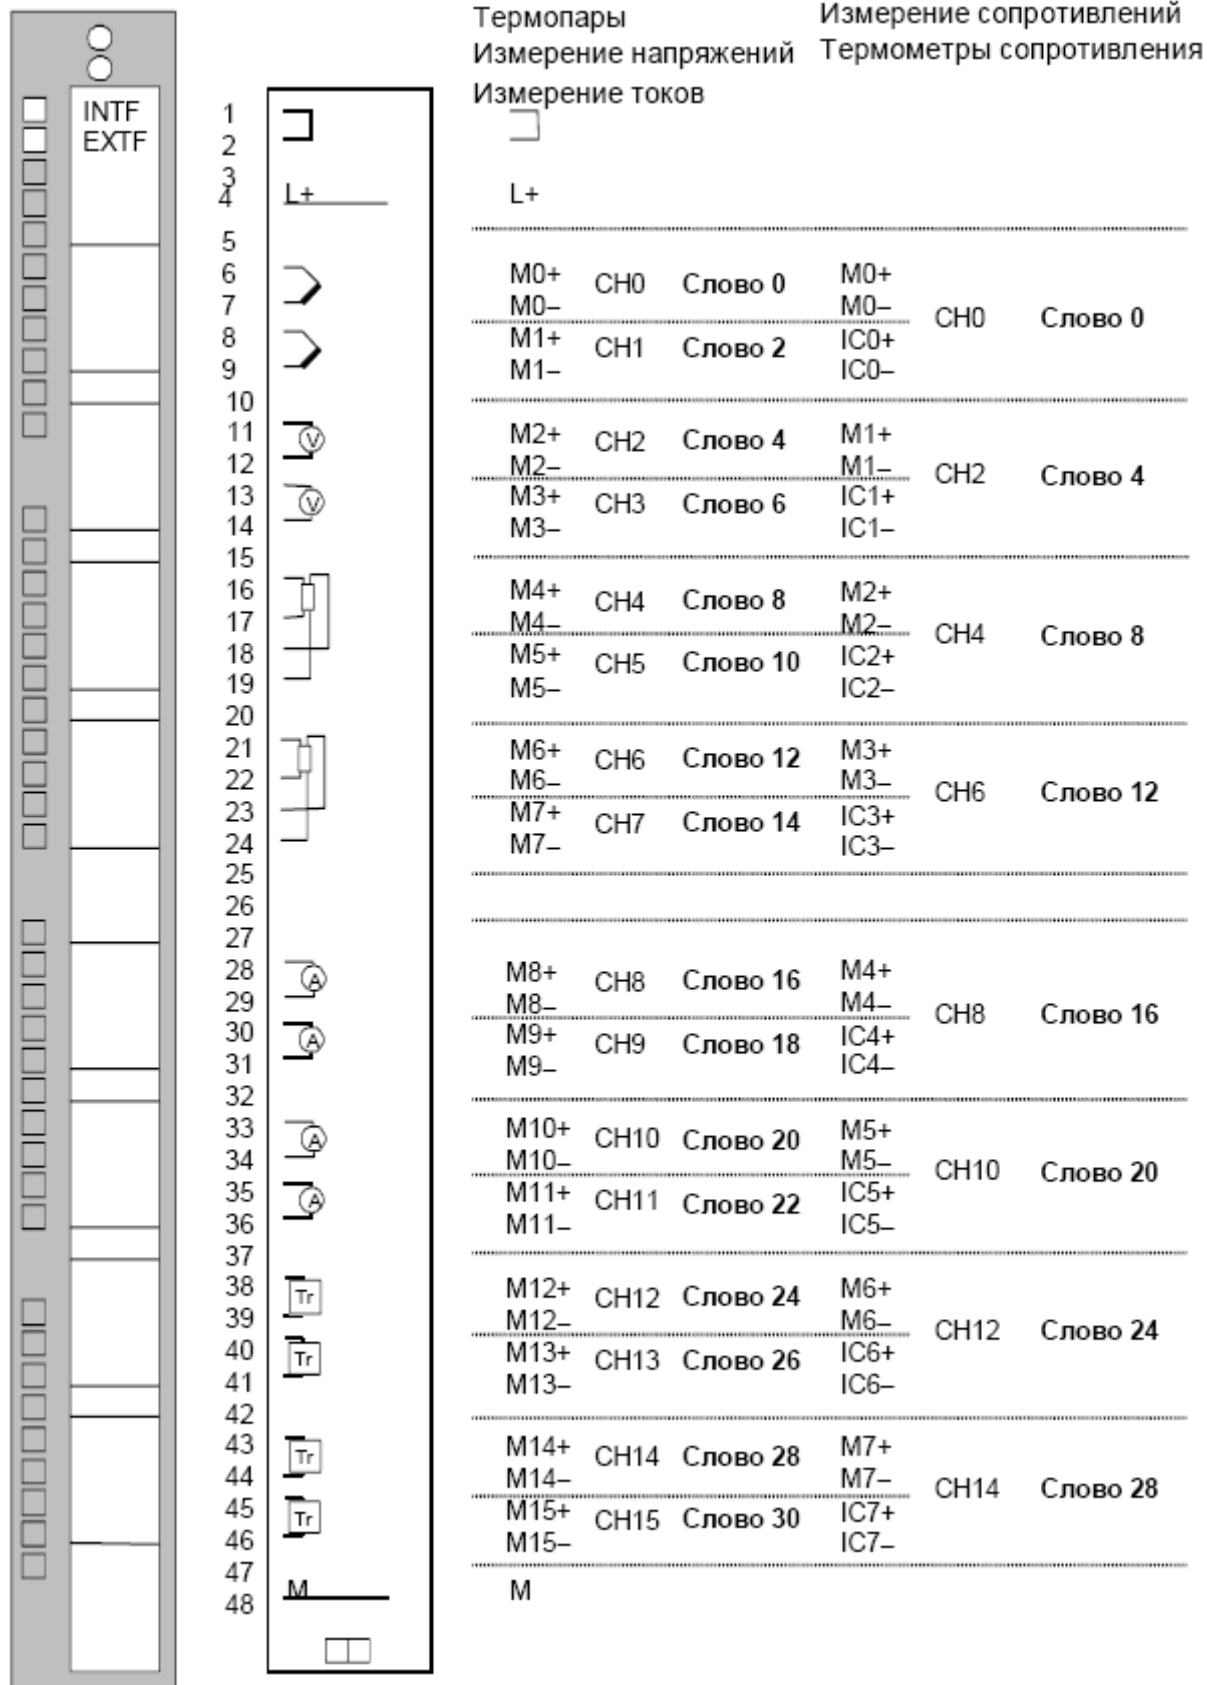 Термопары Измерение сопротивлений
Измерение напряжений Термометры сопротивления
Измерение токов
INTF 1
EXTF 2
3
4 L+ L+
5
6 M0+ CH0 Слово 0 M0+
7 M0– M0– CH0 Слово 0
8 M1+ CH1 Слово 2 IC0+
9 M1– IC0–
10
11 V M2+ CH2 Слово 4 M1+
12 M2– M1– CH2 Слово 4
13 V M3+ CH3 Слово 6 IC1+
14 M3– IC1–
15
16 M4+ CH4 Слово 8 M2+
17 M4– M2– CH4 Слово 8
18 M5+ CH5 Слово 10 IC2+
19 M5– IC2–
20
21 M6+ CH6 Слово 12 M3+
22 M6– M3– CH6 Слово 12
23 M7+ CH7 Слово 14 IC3+
24 M7– IC3–
25
26
27
28 A M8+ CH8 Слово 16 M4+
29 M8– M4– CH8 Слово 16
30 A M9+ CH9 Слово 18 IC4+
31 M9– IC4–
32
33 A M10+ CH10 Слово 20 M5+
34 M10– M5– CH10 Слово 20
35 A M11+ CH11 Слово 22 IC5+
36 M11– IC5–
37
38 Tr M12+ CH12 Слово 24 M6+
39 M12– M6– CH12 Слово 24
40 Tr M13+ CH13 Слово 26 IC6+
41 M13– IC6–
42
43 Tr M14+ CH14 Слово 28 M7+
44 M14– M7– CH14 Слово 28
45 Tr M15+ CH15 Слово 30 IC7+
46 M15– IC7–
47
48 M M